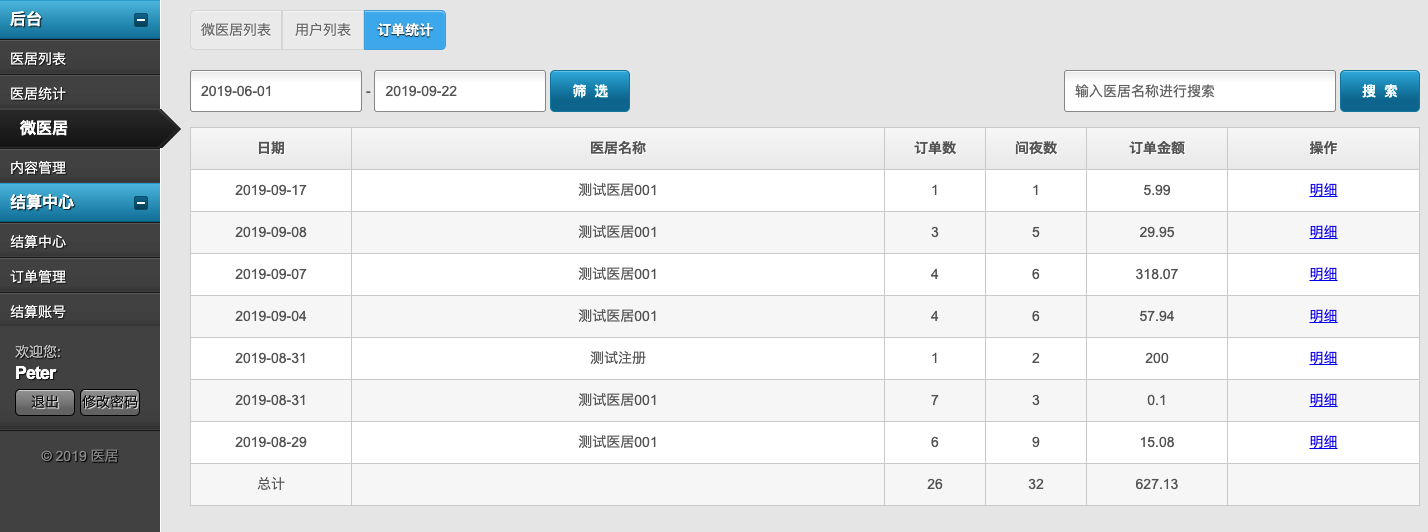 后台
医居列表
医居统计
微医居
内容管理
结算中心
结算中心
订单管理
结算账号
欢迎您:
Peter
退出 修改密码
© 2019 医居
微医居列表 用户列表 订单统计
2019-06-01 - 2019-09-22 筛 选 输入医居名称进行搜索 搜 索
日期 医居名称 订单数 间夜数 订单金额 操作
2019-09-17 测试医居001 1 1 5.99 明细
2019-09-08 测试医居001 3 5 29.95 明细
2019-09-07 测试医居001 4 6 318.07 明细
2019-09-04 测试医居001 4 6 57.94 明细
2019-08-31 测试注册 1 2 200 明细
2019-08-31 测试医居001 7 3 0.1 明细
2019-08-29 测试医居001 6 9 15.08 明细
总计 26 32 627.13